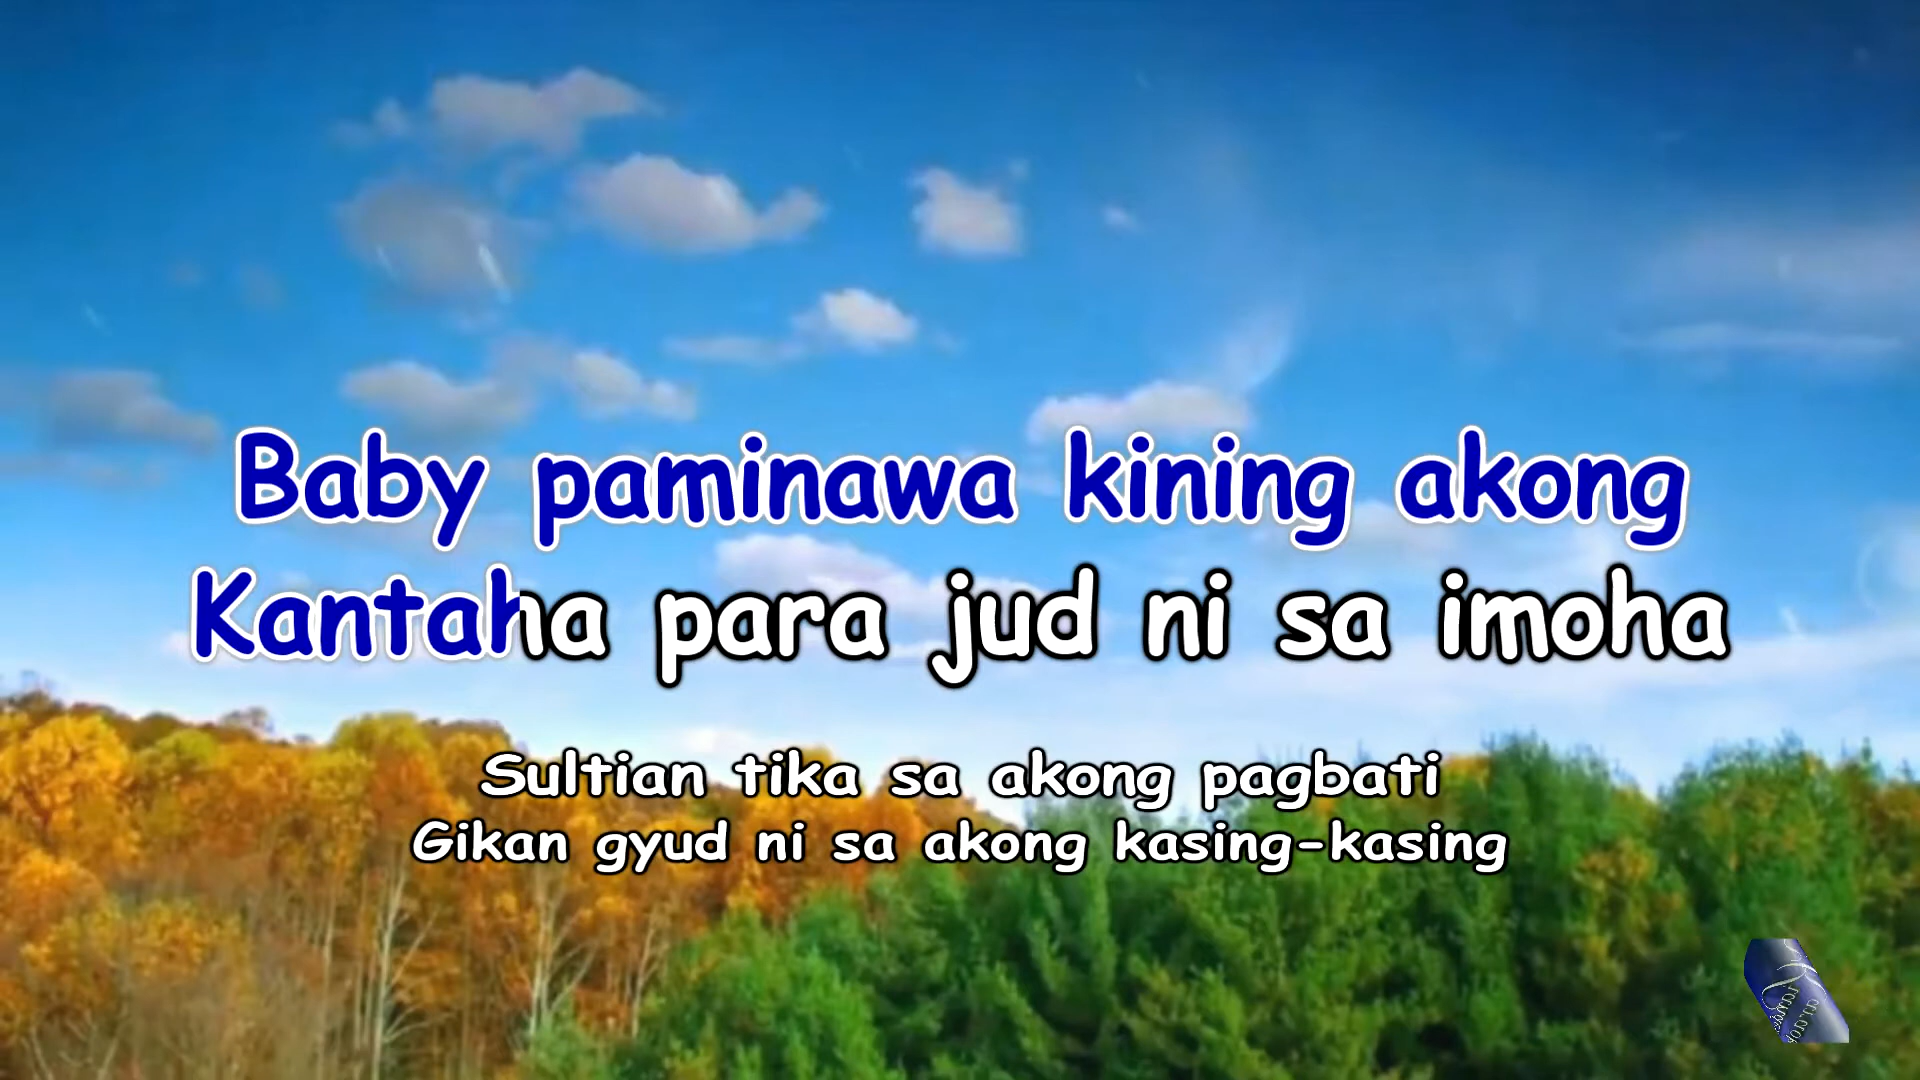 Baby paminawa kining akong
Kantaha para jud ni sa imoha
Sultian tika sa akong pagbati
Gikan gyud ni sa akong kasing-kasing